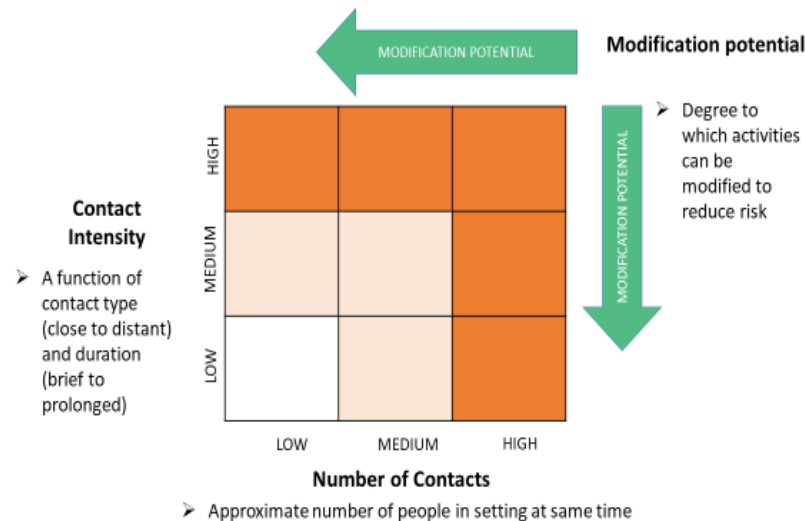 MODIFICATION POTENTIAL
Modification potential
➢ Degree to
which activities
can be
modified to
reduce risk
MODIFICATION POTENTIAL
Contact
Intensity
➢ A function of
contact type
(close to distant)
and duration
(brief to
prolonged)
HIGH
MEDIUM
LOW
LOW MEDIUM HIGH
Number of Contacts
➢ Approximate number of people in setting at same time